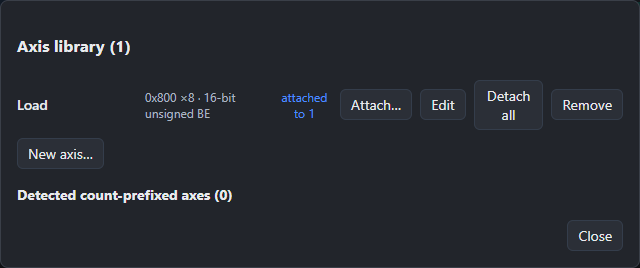 Axis library (1)
Load
0x800 ×8 · 16-bit
unsigned BE
attached
to 1
Attach...
Edit
Detach
all
Remove
New axis...
Detected count-prefixed axes (0)
Close